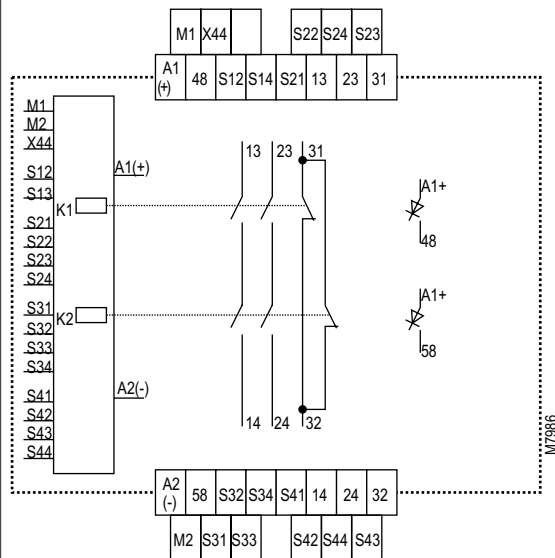 M1 X44 S22 S24 S23
A1 (+) 48 S12 S14 S21 13 23 31
M1
M2
X44
S12
A1(+)
S13
K1
S21
S22
S23
S24
S31
K2
S32
S33
S34
S41
A2(-)
S42
S43
S44
13 23 31
14 24 32
A1+
48
A1+
58
M7986
A2 (-) 58 S32 S34 S41 14 24 32
M2 S31 S33 S42 S44 S43